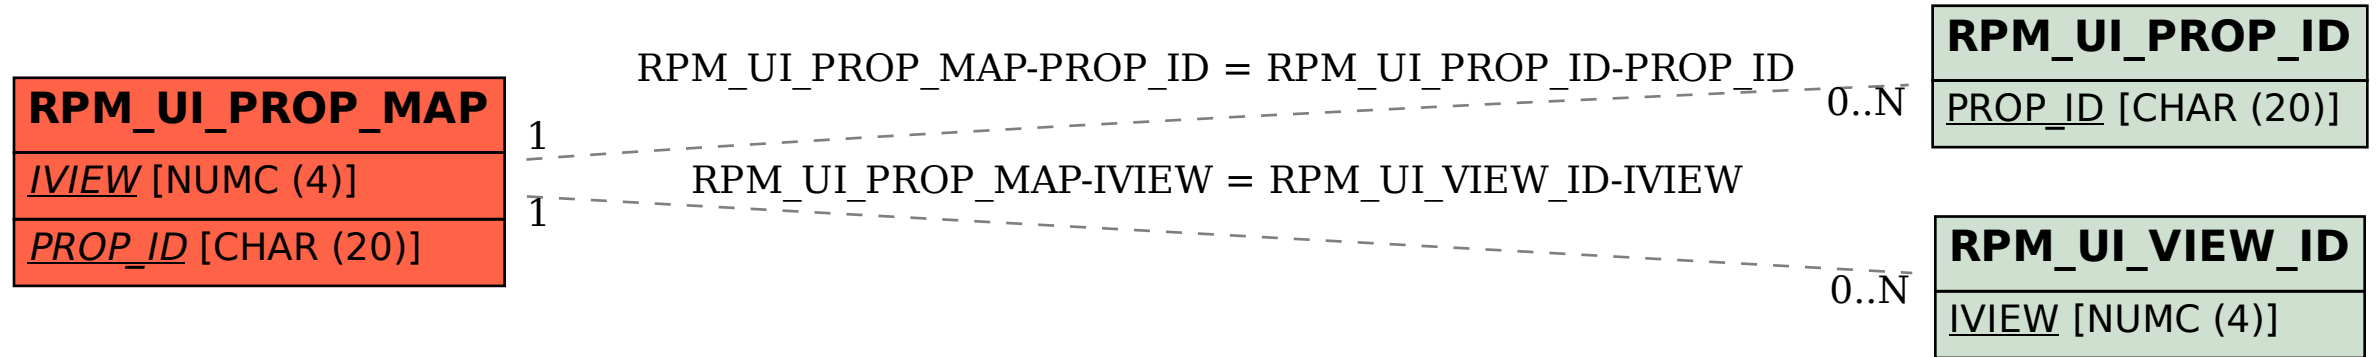 RPM_UI_PROP_MAP
IVIEW [NUMC (4)]
PROP_ID [CHAR (20)]
RPM_UI_PROP_MAP-PROP_ID = RPM_UI_PROP_ID-PROP_ID
1
0..N
RPM_UI_PROP_MAP-IVIEW = RPM_UI_VIEW_ID-IVIEW
1
0..N
RPM_UI_PROP_ID
PROP_ID [CHAR (20)]
RPM_UI_VIEW_ID
IVIEW [NUMC (4)]